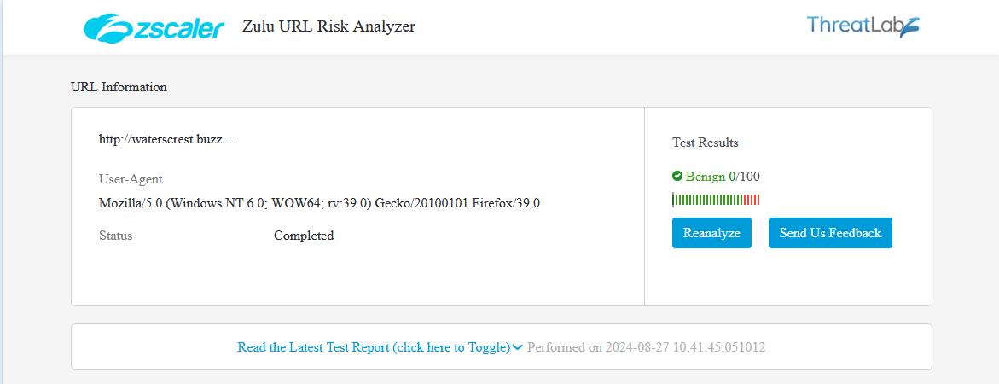 zscaler Zulu URL Risk Analyzer ThreatLabZ
URL Information
http://waterscrest.buzz ...
Test Results
User-Agent
Benign 0/100
Mozilla/5.0 (Windows NT 6.0; WOW64; rv:39.0) Gecko/20100101 Firefox/39.0
Status Completed
Reanalyze Send Us Feedback
Read the Latest Test Report (click here to Toggle) Performed on 2024-08-27 10:41:45.051012